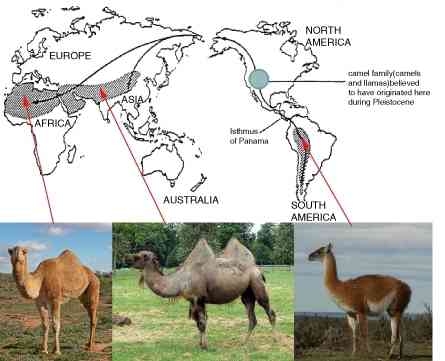 NORTH
AMERICA
EUROPE
camel family(camels
and llamas)believed
to have originated here
during Pleistocene
ASIA
AFRICA
Isthmus
of Panama
AUSTRALIA
SOUTH
AMERICA